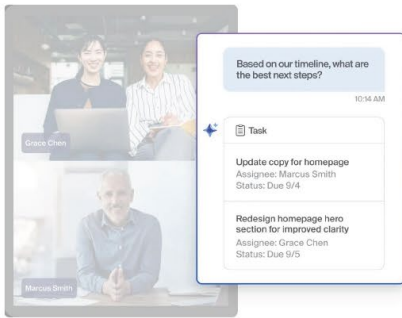 Based on our timeline, what are
the best next steps?
10:14 AM
Task
Update copy for homepage
Assignee: Marcus Smith
Status: Due 9/4
Redesign homepage hero
section for improved clarity
Assignee: Grace Chen
Status: Due 9/5
Grace Chen
Marcus Smith